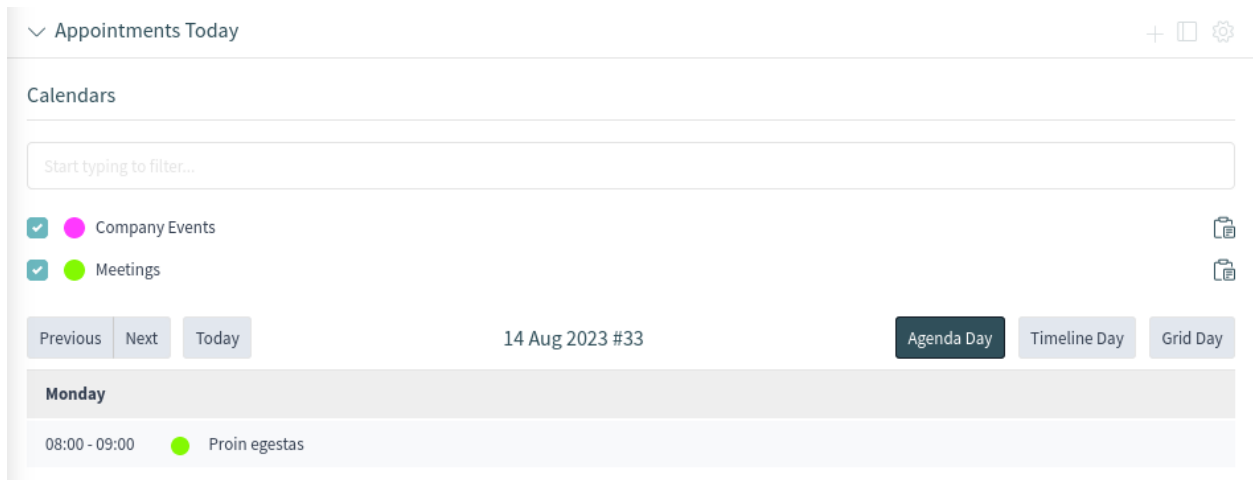 Appointments Today
Calendars
Start typing to filter...
Company Events
Meetings
Previous Next Today 14 Aug 2023 #33 Agenda Day Timeline Day Grid Day
Monday
08:00 - 09:00 Proin egestas